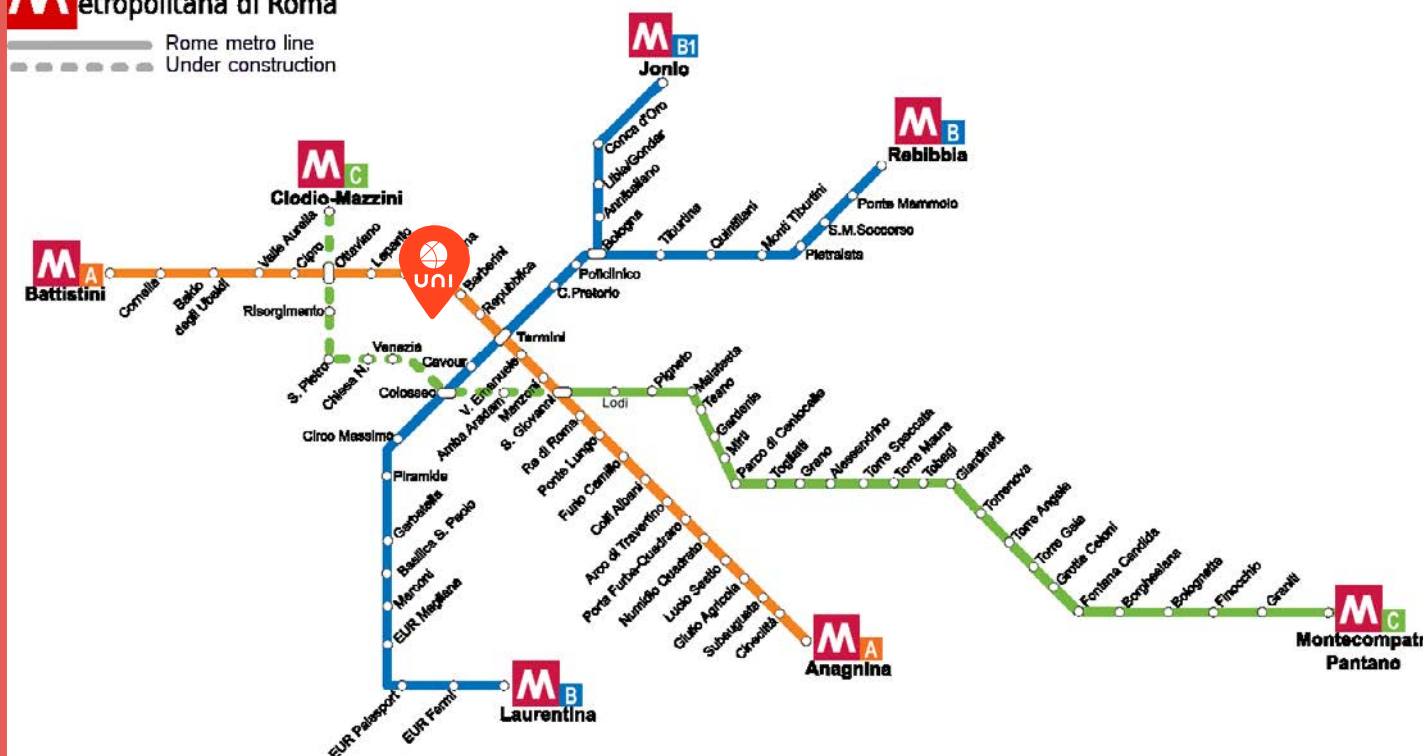 etropolitana di Roma
Rome metro line
Under construction
M B1
Jonio
M B
Rebibbia
M C
Clodio-Mazzini
M A
Battistini
Cornelia
Baldo
degli Ubaldi
Valle Aurelia
Cipro
Ottaviano
Lepanto
UNI
Barberini
Repubblica
Termini
Conca d'Oro
Libia/Gondar
Annibaliano
Bologna
Tiburtina
Quintiliani
Monti Tiburtini
Pietralata
S.M.Soccorso
Ponte Mammolo
Policlinico
C.Pretorio
Risorgimento
S. Pietro
Chiesa N.
Venezia
Cavour
Colosseo
Circo Massimo
Piramide
Garbatella
Basilica S. Paolo
Marconi
EUR Magliana
EUR Palasport
EUR Fermi
M B
Laurentina
V. Emanuele
Amba Aradam
Manzoni
S. Giovanni
Re di Roma
Ponte Lungo
Furio Camillo
Colli Albani
Arco di Travertino
Porta Furba-Quadraro
Numidio Quadrato
Lucio Sestio
Giulio Agricola
Subaugusta
Cinecittà
M A
Anagnina
Lodi
Pigneto
Malatesta
Teano
Gardenie
Mirti
Parco di Centocelle
Togliatti
Grano
Alessandrino
Torre Spaccata
Torre Maura
Tobagi
Giardinetti
Torrenova
Torre Angela
Torre Gaia
Grotte Celoni
Fontana Candida
Borghesiana
Bolognetta
Finocchio
Graniti
M C
Montecompatr
Pantano